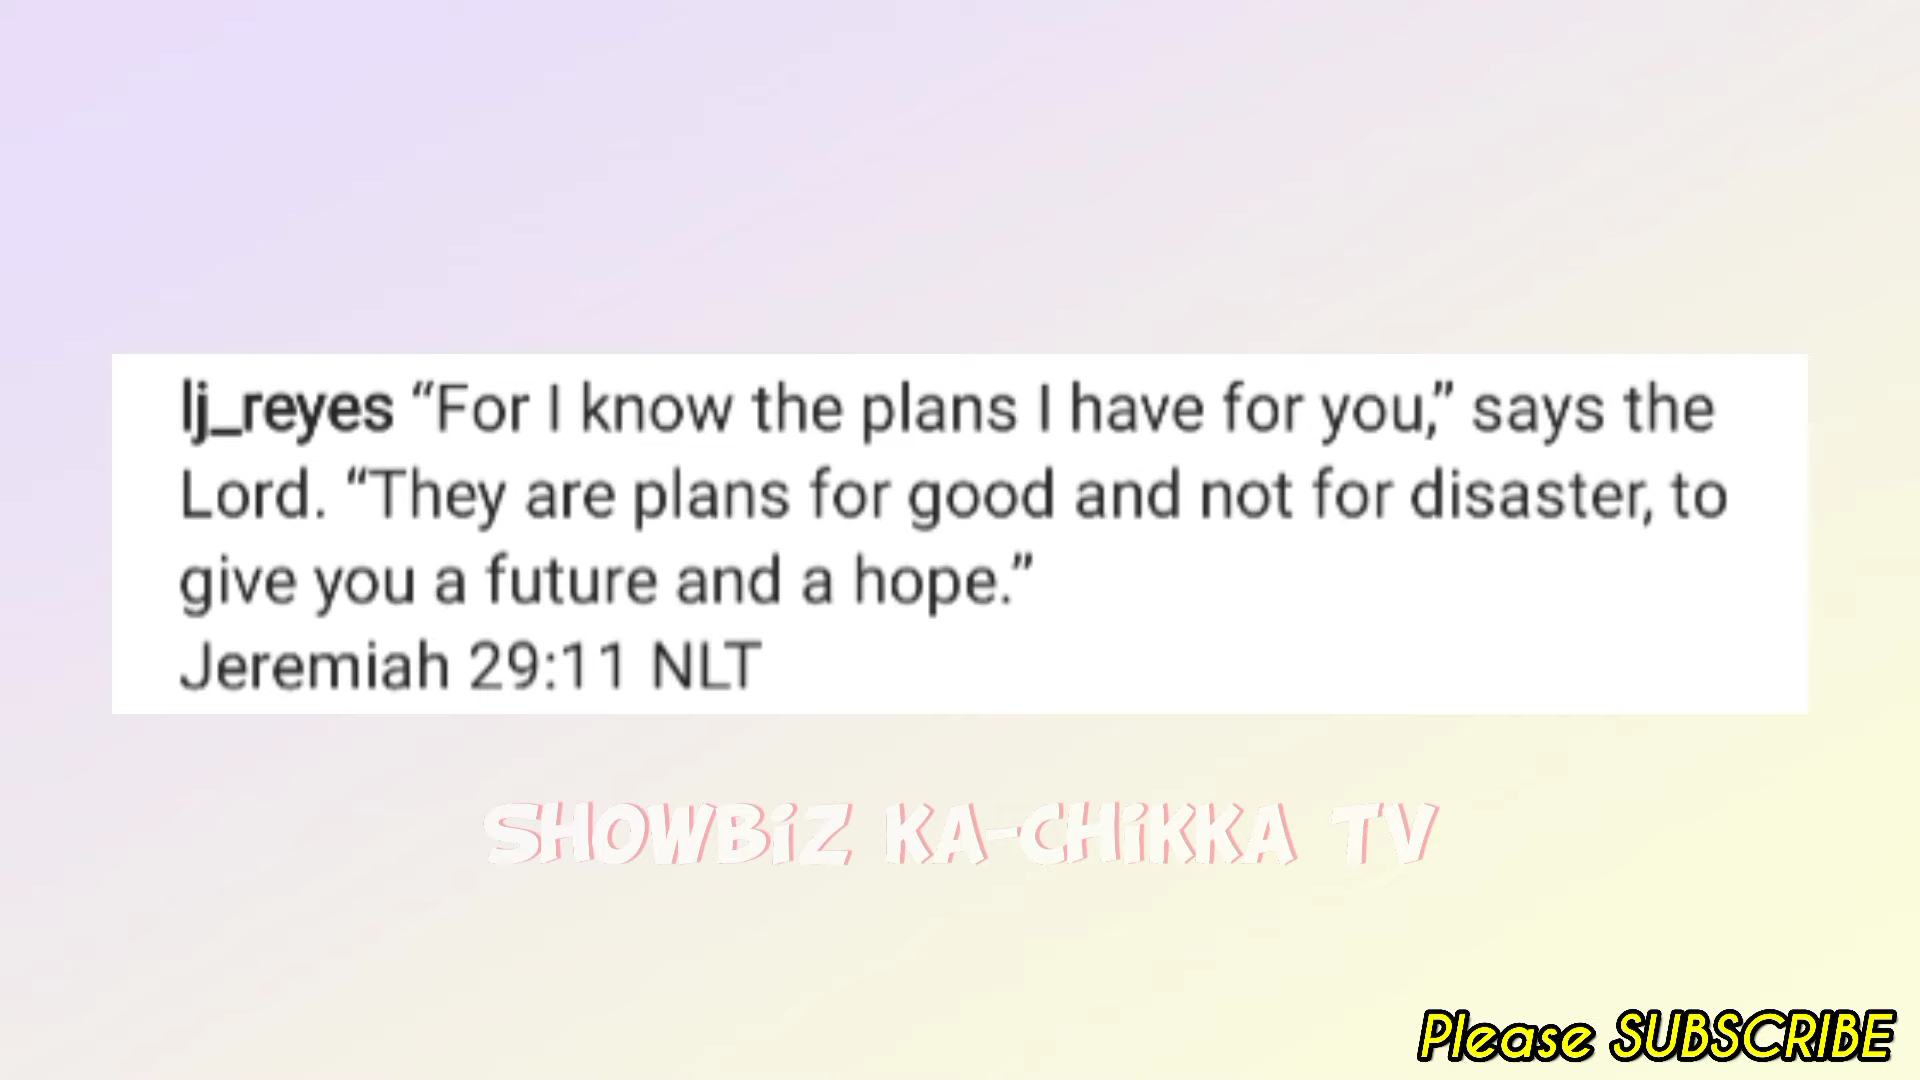 lj_reyes “For I know the plans I have for you,” says the
Lord. “They are plans for good and not for disaster, to
give you a future and a hope.”
Jeremiah 29:11 NLT
SHOWBiZ KA-CHiKKA TV
Please SUBSCRIBE